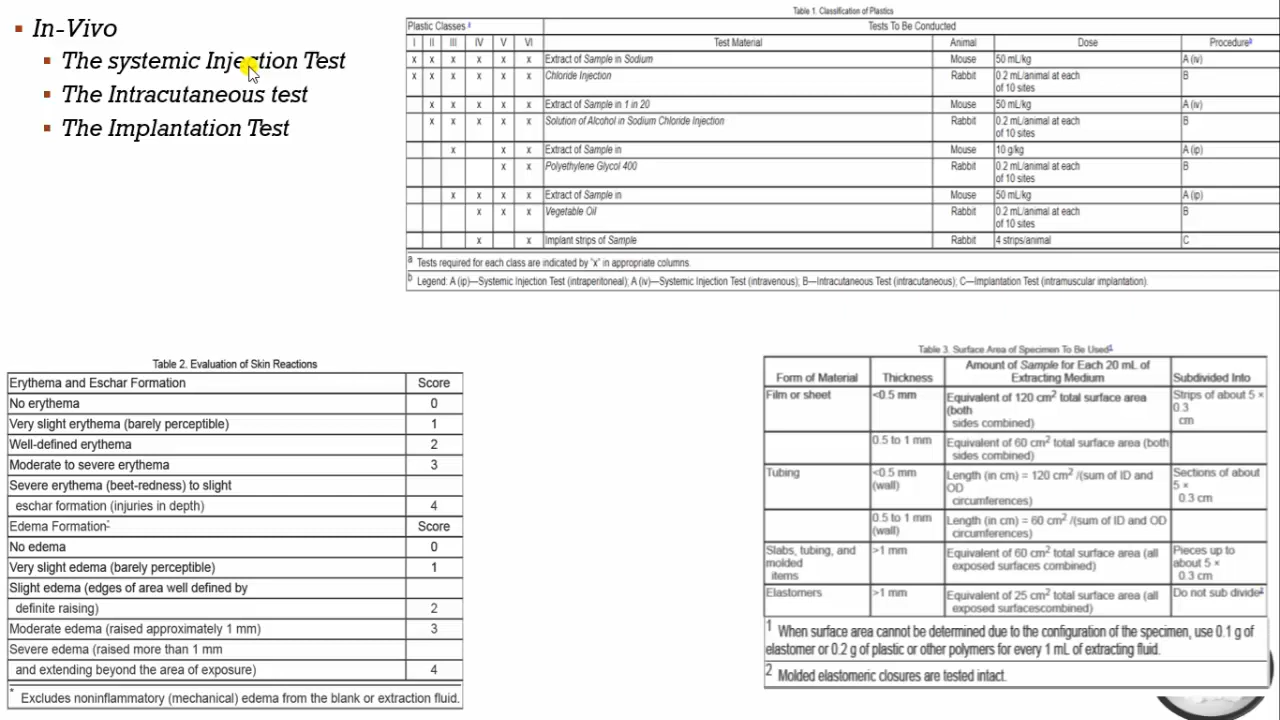 In-Vivo
The systemic Injection Test
The Intracutaneous test
The Implantation Test
Table 1. Classification of Plastics
Plastic Classes a Tests To Be Conducted
I II III IV V VI Test Material Animal Dose Procedure b
x x x x x x Extract of Sample in Sodium Mouse 50 mL/kg A (iv)
x x x x x x Chloride Injection Rabbit 0.2 mL/animal at each B
of 10 sites
x x x x x Extract of Sample in 1 in 20 Mouse 50 mL/kg A (iv)
x x x x x Solution of Alcohol in Sodium Chloride Injection Rabbit 0.2 mL/animal at each B
of 10 sites
x x x Extract of Sample in Mouse 10 g/kg A (ip)
x x Polyethylene Glycol 400 Rabbit 0.2 mL/animal at each B
of 10 sites
x x x x Extract of Sample in Mouse 50 mL/kg A (ip)
x x x Vegetable Oil Rabbit 0.2 mL/animal at each B
of 10 sites
x x Implant strips of Sample Rabbit 4 strips/animal C
a Tests required for each class are indicated by "x" in appropriate columns.
b Legend: A (ip)—Systemic Injection Test (intraperitoneal); A (iv)—Systemic Injection Test (intravenous); B—Intracutaneous Test (intracutaneous); C—Implantation Test (intramuscular implantation).
Table 2. Evaluation of Skin Reactions
Erythema and Eschar Formation Score
No erythema 0
Very slight erythema (barely perceptible) 1
Well-defined erythema 2
Moderate to severe erythema 3
Severe erythema (beet-redness) to slight
eschar formation (injuries in depth) 4
Edema Formation* Score
No edema 0
Very slight edema (barely perceptible) 1
Slight edema (edges of area well defined by
definite raising) 2
Moderate edema (raised approximately 1 mm) 3
Severe edema (raised more than 1 mm
and extending beyond the area of exposure) 4
* Excludes noninflammatory (mechanical) edema from the blank or extraction fluid.
Table 3. Surface Area of Specimen To Be Used1
Amount of Sample for Each 20 mL of
Form of Material Thickness Extracting Medium Subdivided Into
Film or sheet <0.5 mm Equivalent of 120 cm2 total surface area Strips of about 5 ×
(both 0.3
sides combined) cm
0.5 to 1 mm Equivalent of 60 cm2 total surface area (both
sides combined)
Tubing <0.5 mm Length (in cm) = 120 cm2 /(sum of ID and Sections of about
(wall) OD 5 ×
circumferences) 0.3 cm
0.5 to 1 mm Length (in cm) = 60 cm2 /(sum of ID and OD
(wall) circumferences)
Slabs, tubing, and >1 mm Equivalent of 60 cm2 total surface area (all Pieces up to
molded exposed surfaces combined) about 5 ×
items 0.3 cm
Elastomers >1 mm Equivalent of 25 cm2 total surface area (all Do not sub divide2
exposed surfacescombined)
1 When surface area cannot be determined due to the configuration of the specimen, use 0.1 g of
elastomer or 0.2 g of plastic or other polymers for every 1 mL of extracting fluid.
2 Molded elastomeric closures are tested intact.